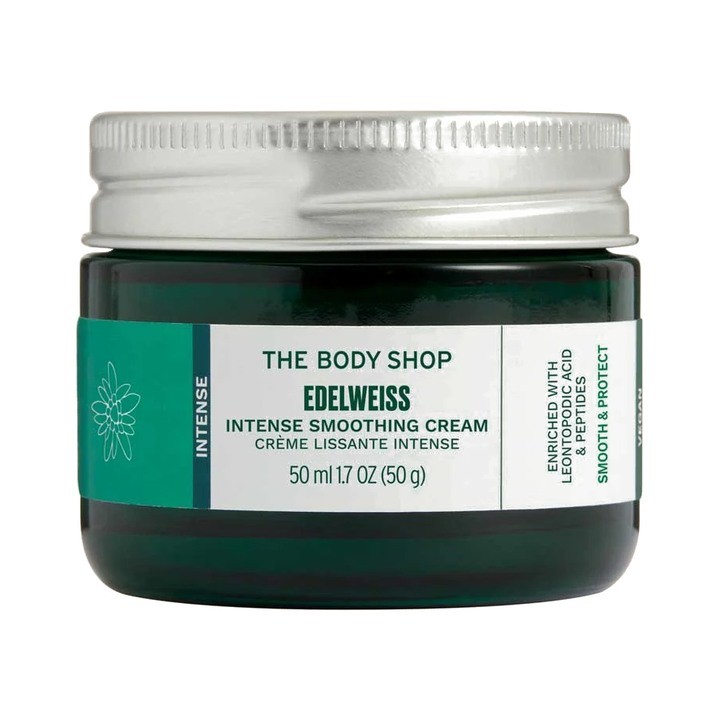 INTENSE
THE BODY SHOP
EDELWEISS
INTENSE SMOOTHING CREAM
CRÈME LISSANTE INTENSE
50 ml 1.7 OZ (50 g)
ENRICHED WITH
LEONTOPODIC ACID
& PEPTIDES
SMOOTH & PROTECT
VEGAN